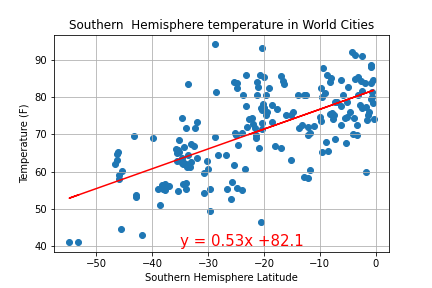 Southern  Hemisphere temperature in World Cities
Temperature (F)
90
80
70
60
50
40
y = 0.53x +82.1
−50 −40 −30 −20 −10 0
Southern Hemisphere Latitude